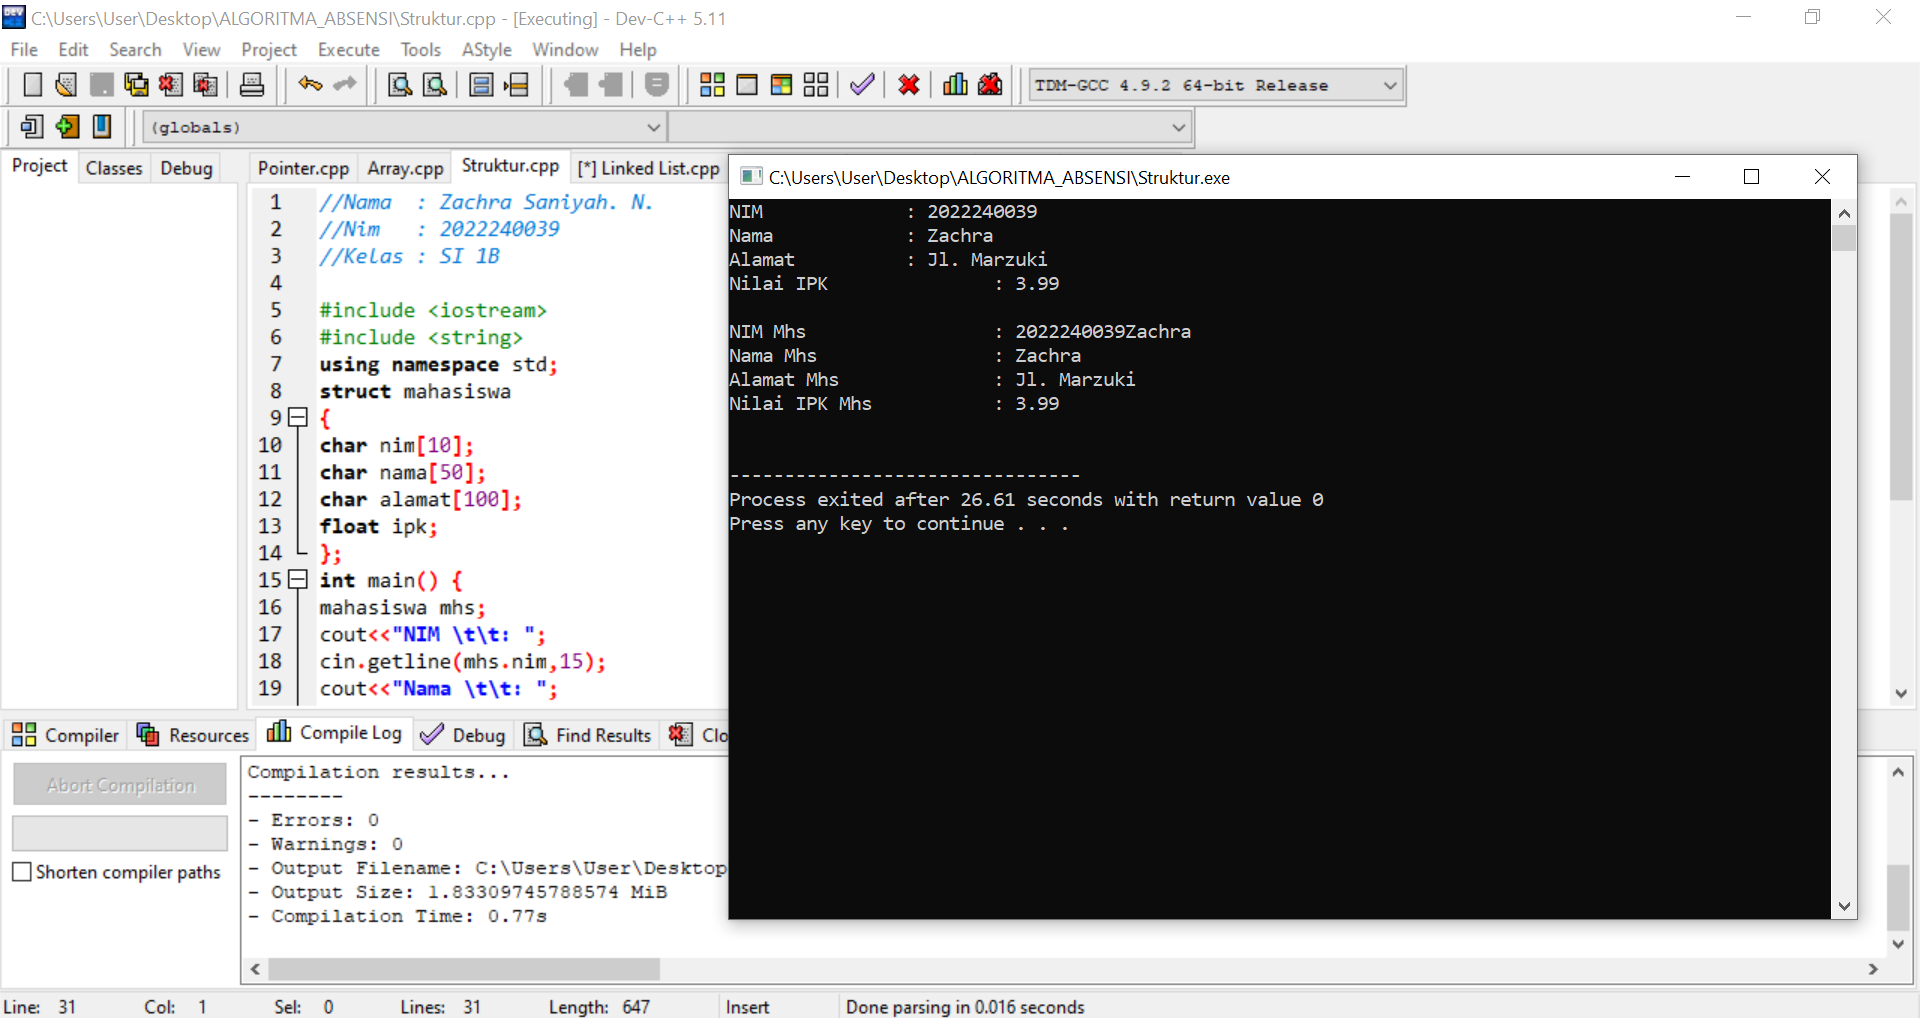 C:\Users\User\Desktop\ALGORITMA_ABSENSI\Struktur.cpp - [Executing] - Dev-C++ 5.11
File Edit Search View Project Execute Tools AStyle Window Help
TDM-GCC 4.9.2 64-bit Release
(globals)
Project Classes Debug
Pointer.cpp Array.cpp Struktur.cpp [*] Linked List.cpp
1 //Nama  : Zachra Saniyah. N.
2 //Nim   : 2022240039
3 //Kelas : SI 1B
4
5 #include <iostream>
6 #include <string>
7 using namespace std;
8 struct mahasiswa
9 {
10 char nim[10];
11 char nama[50];
12 char alamat[100];
13 float ipk;
14 };
15 int main() {
16 mahasiswa mhs;
17 cout<<"NIM \t\t: ";
18 cin.getline(mhs.nim,15);
19 cout<<"Nama \t\t: ";
C:\Users\User\Desktop\ALGORITMA_ABSENSI\Struktur.exe
NIM             : 2022240039
Nama            : Zachra
Alamat          : Jl. Marzuki
Nilai IPK               : 3.99
NIM Mhs                 : 2022240039Zachra
Nama Mhs                : Zachra
Alamat Mhs              : Jl. Marzuki
Nilai IPK Mhs           : 3.99
--------------------------------
Process exited after 26.61 seconds with return value 0
Press any key to continue . . .
Compiler Resources Compile Log Debug Find Results Clo
Abort Compilation
Shorten compiler paths
Compilation results...
--------
- Errors: 0
- Warnings: 0
- Output Filename: C:\Users\User\Desktop
- Output Size: 1.83309745788574 MiB
- Compilation Time: 0.77s
Line: 31 Col: 1 Sel: 0 Lines: 31 Length: 647 Insert Done parsing in 0.016 seconds